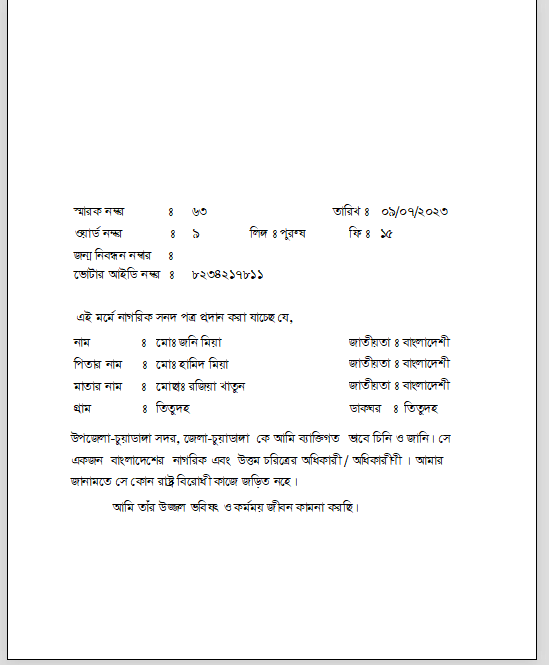 স্মারক নম্বর ঃ ৬৩ তারিখ ঃ ০৯/০৭/২০২৩
ওয়ার্ড নম্বর ঃ ৯ লিঙ্গ ঃ পুরুষ ফি ঃ ১৫
জন্ম নিবন্ধন নম্বার ঃ
ভোটার আইডি নম্বর ঃ ৮২৩৪২১৭৮১১
এই মর্মে নাগরিক সনদ পত্র প্রদান করা যাচ্ছে যে,
নাম ঃ মোঃ জনি মিয়া জাতীয়তা ঃ বাংলাদেশী
পিতার নাম ঃ মোঃ হামিদ মিয়া জাতীয়তা ঃ বাংলাদেশী
মাতার নাম ঃ মোছাঃ রজিয়া খাতুন জাতীয়তা ঃ বাংলাদেশী
গ্রাম ঃ তিতুদহ ডাকঘর ঃ তিতুদহ
উপজেলা-চুয়াডাঙ্গা সদর, জেলা-চুয়াডাঙ্গা কে আমি ব্যাক্তিগত ভাবে চিনি ও জানি। সে
একজন বাংলাদেশের নাগরিক এবং উত্তম চরিত্রের অধিকারী / অধিকারীণী । আমার
জানামতে সে কোন রাষ্ট্র বিরোধী কাজে জড়িত নহে।
আমি তাঁর উজ্জল ভবিষৎ ও কর্মময় জীবন কামনা করছি।